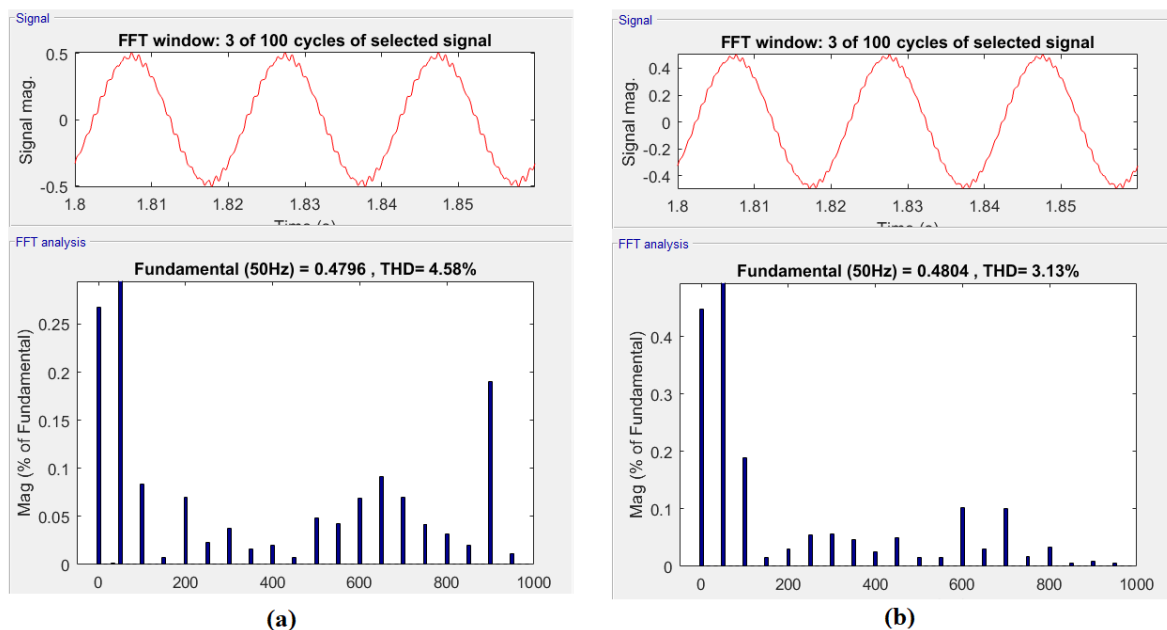 Signal
FFT window: 3 of 100 cycles of selected signal
Signal mag.
0.5
0
-0.5
1.8 1.81 1.82 1.83 1.84 1.85
Time (s)
FFT analysis
Fundamental (50Hz) = 0.4796 , THD= 4.58%
Mag (% of Fundamental)
0.25
0.2
0.15
0.1
0.05
0
0 200 400 600 800 1000
(a)
Signal
FFT window: 3 of 100 cycles of selected signal
Signal mag.
0.4
0.2
0
-0.2
-0.4
1.8 1.81 1.82 1.83 1.84 1.85
Time (s)
FFT analysis
Fundamental (50Hz) = 0.4804 , THD= 3.13%
Mag (% of Fundamental)
0.4
0.3
0.2
0.1
0
0 200 400 600 800 1000
(b)